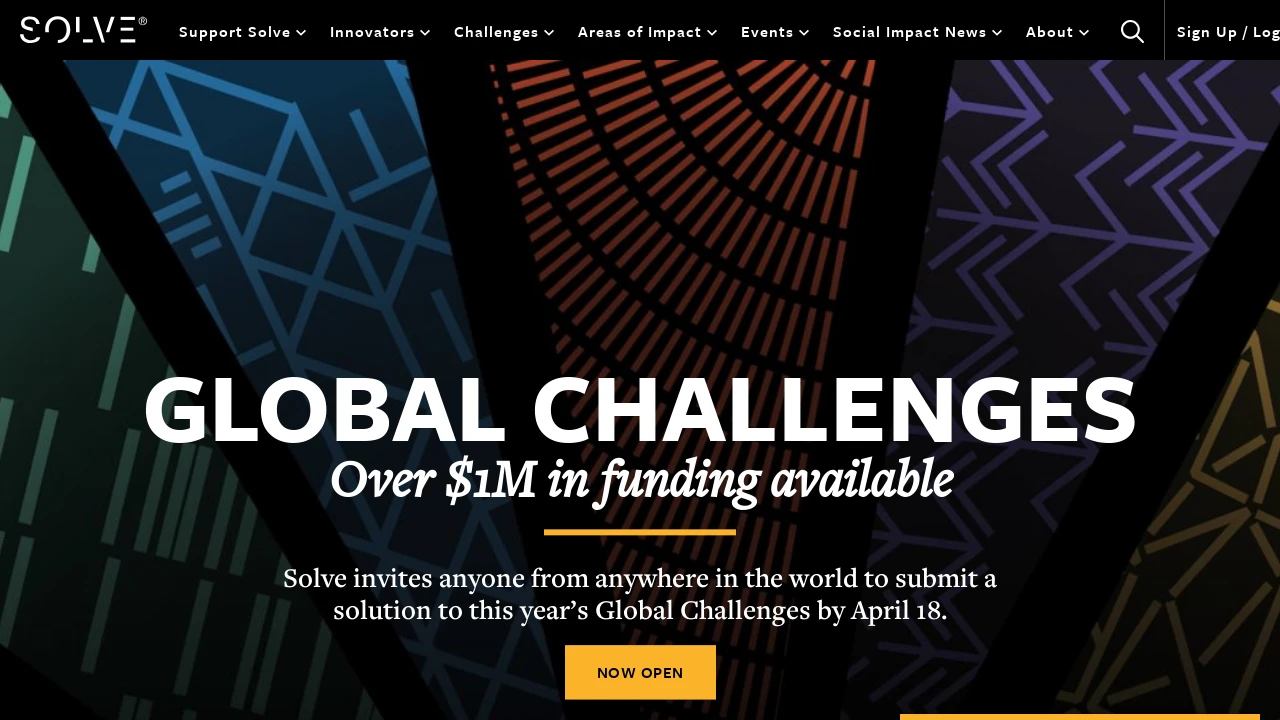 SOLVE®
Support Solve
Innovators
Challenges
Areas of Impact
Events
Social Impact News
About
Sign Up / Log
GLOBAL CHALLENGES
Over $1M in funding available
Solve invites anyone from anywhere in the world to submit a
solution to this year’s Global Challenges by April 18.
NOW OPEN